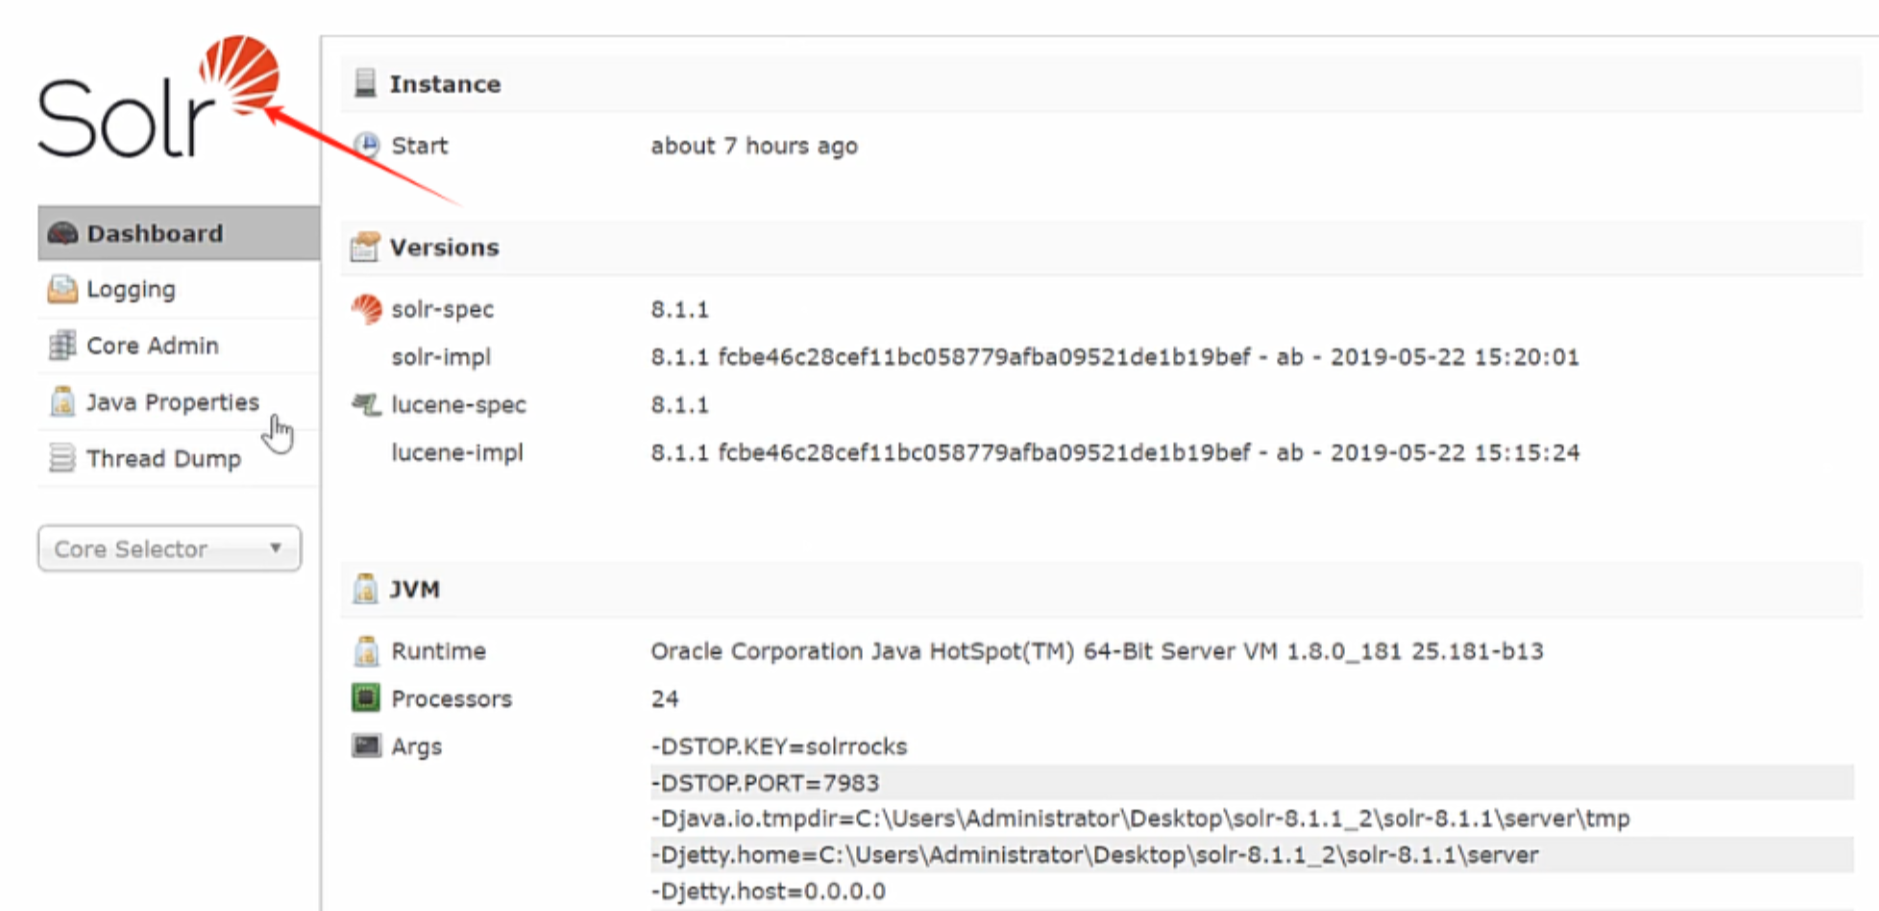 Solr
Dashboard
Logging
Core Admin
Java Properties
Thread Dump
Core Selector
Instance
Start about 7 hours ago
Versions
solr-spec 8.1.1
solr-impl 8.1.1 fcbe46c28cef11bc058779afba09521de1b19bef - ab - 2019-05-22 15:20:01
lucene-spec 8.1.1
lucene-impl 8.1.1 fcbe46c28cef11bc058779afba09521de1b19bef - ab - 2019-05-22 15:15:24
JVM
Runtime Oracle Corporation Java HotSpot(TM) 64-Bit Server VM 1.8.0_181 25.181-b13
Processors 24
Args -DSTOP.KEY=solrrocks
-DSTOP.PORT=7983
-Djava.io.tmpdir=C:\Users\Administrator\Desktop\solr-8.1.1_2\solr-8.1.1\server\tmp
-Djetty.home=C:\Users\Administrator\Desktop\solr-8.1.1_2\solr-8.1.1\server
-Djetty.host=0.0.0.0